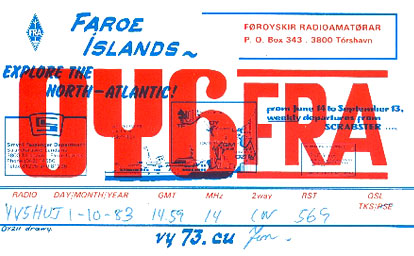 FRA
FAROE
ISLANDS~
FØROYSKIR RADIOAMATØRAR
P. O. Box 343 . 3800 Tórshavn
EXPLORE THE
NORTH-ATLANTIC!
OY6FRA
from June 14 to September 13,
weekly departures from
SCRABSTER ....
RADIO DAY/MONTH/YEAR GMT MHz 2way RST QSL
TKS:PSE
YV5HUJ 1-10-83 14.59 14 CW 569
vy 73. cu Jon